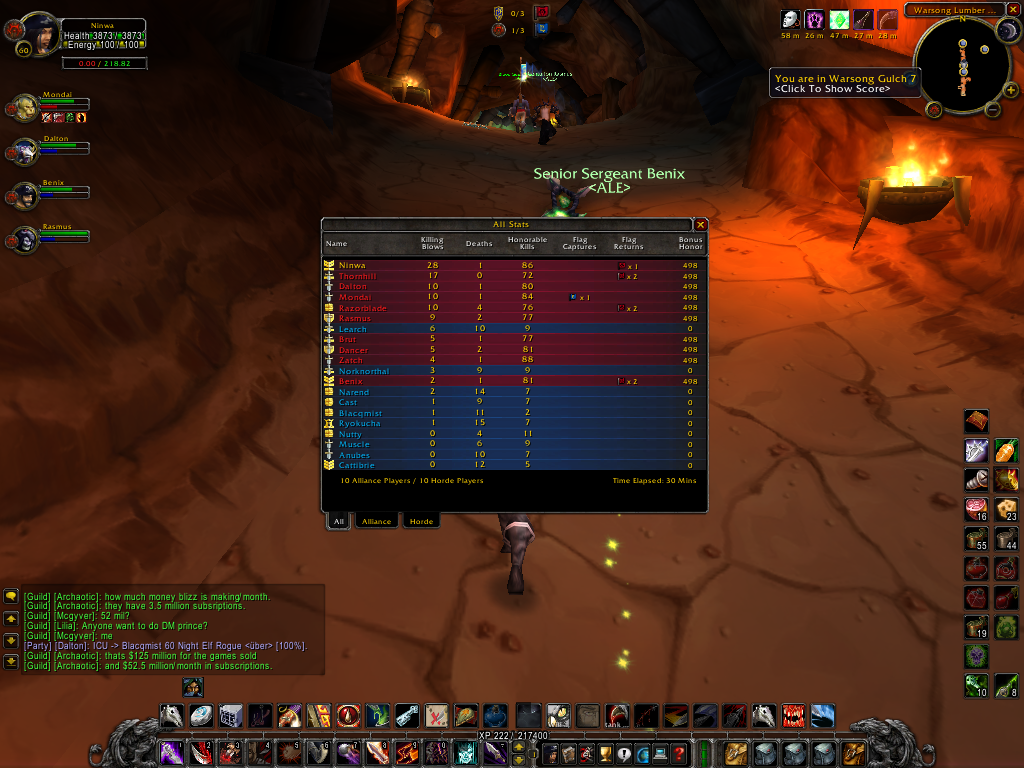 Ninwa
Health 3873/3873
Energy 100/100
60
0.00 / 218.82
0/3
1/3
58 m 26 m 47 m 27 m 28 m
Warsong Lumber ...
N
You are in Warsong Gulch 7
<Click To Show Score>
Mondai
Dalton
Benix
Rasmus
Senior Sergeant Benix
<ALE>
All Stats
Name Killing Blows Deaths Honorable Kills Flag Captures Flag Returns Bonus Honor
Ninwa 28 1 86 x 1 498
Thornhill 17 0 72 x 2 498
Dalton 10 1 80 498
Mondai 10 1 84 x 1 498
Razorblade 10 4 76 x 2 498
Rasmus 9 2 77 498
Learch 6 10 9 0
Brut 5 1 77 498
Dancer 5 2 81 498
Zatch 4 1 88 498
Norknorthal 3 9 9 0
Benix 2 1 81 x 2 498
Narend 2 14 7 0
Cast 1 9 7 0
Blacqmist 1 11 2 0
Ryokucha 1 15 7 0
Nutty 0 4 11 0
Muscle 0 6 9 0
Anubes 0 10 7 0
Cattibrie 0 12 5 0
10 Alliance Players / 10 Horde Players Time Elapsed: 30 Mins
All Alliance Horde
[Guild] [Archaotic]: how much money blizz is making/month.
[Guild] [Archaotic]: they have 3.5 million subsriptions.
[Guild] [Mcgyver]: 52 mil?
[Guild] [Lilia]: Anyone want to do DM prince?
[Guild] [Mcgyver]: me
[Party] [Dalton]: ICU -> Blacqmist 60 Night Elf Rogue <über> [100%].
[Guild] [Archaotic]: thats $125 million for the games sold
[Guild] [Archaotic]: and $52.5 million/month in subscriptions.
16 23
55 44
19
10 8
tank
XP 222 / 217400